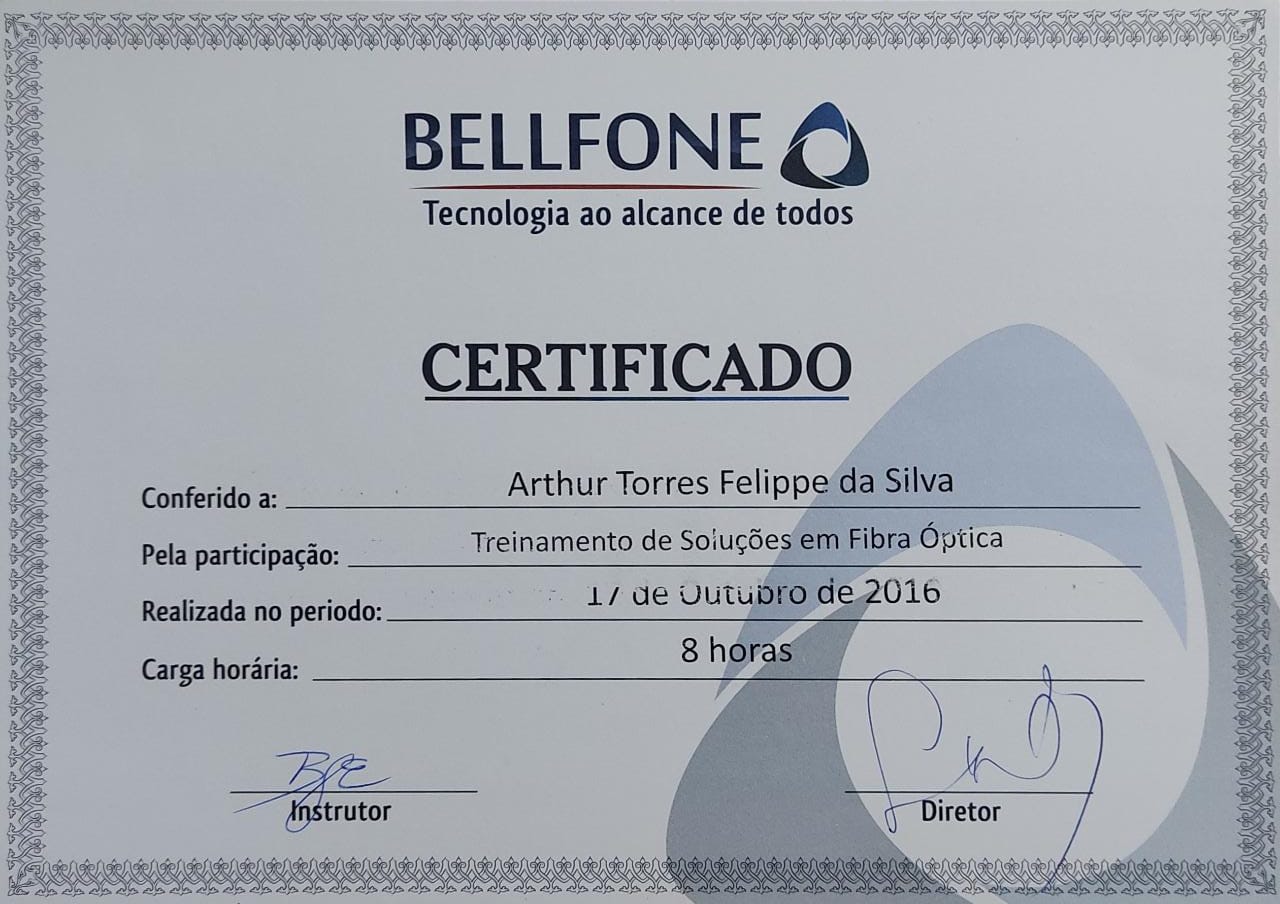 BELLFONE
Tecnologia ao alcance de todos
CERTIFICADO
Conferido a: Arthur Torres Felippe da Silva
Pela participação: Treinamento de Soluções em Fibra Óptica
Realizada no periodo: 17 de Outubro de 2016
Carga horária: 8 horas
Instrutor
Diretor